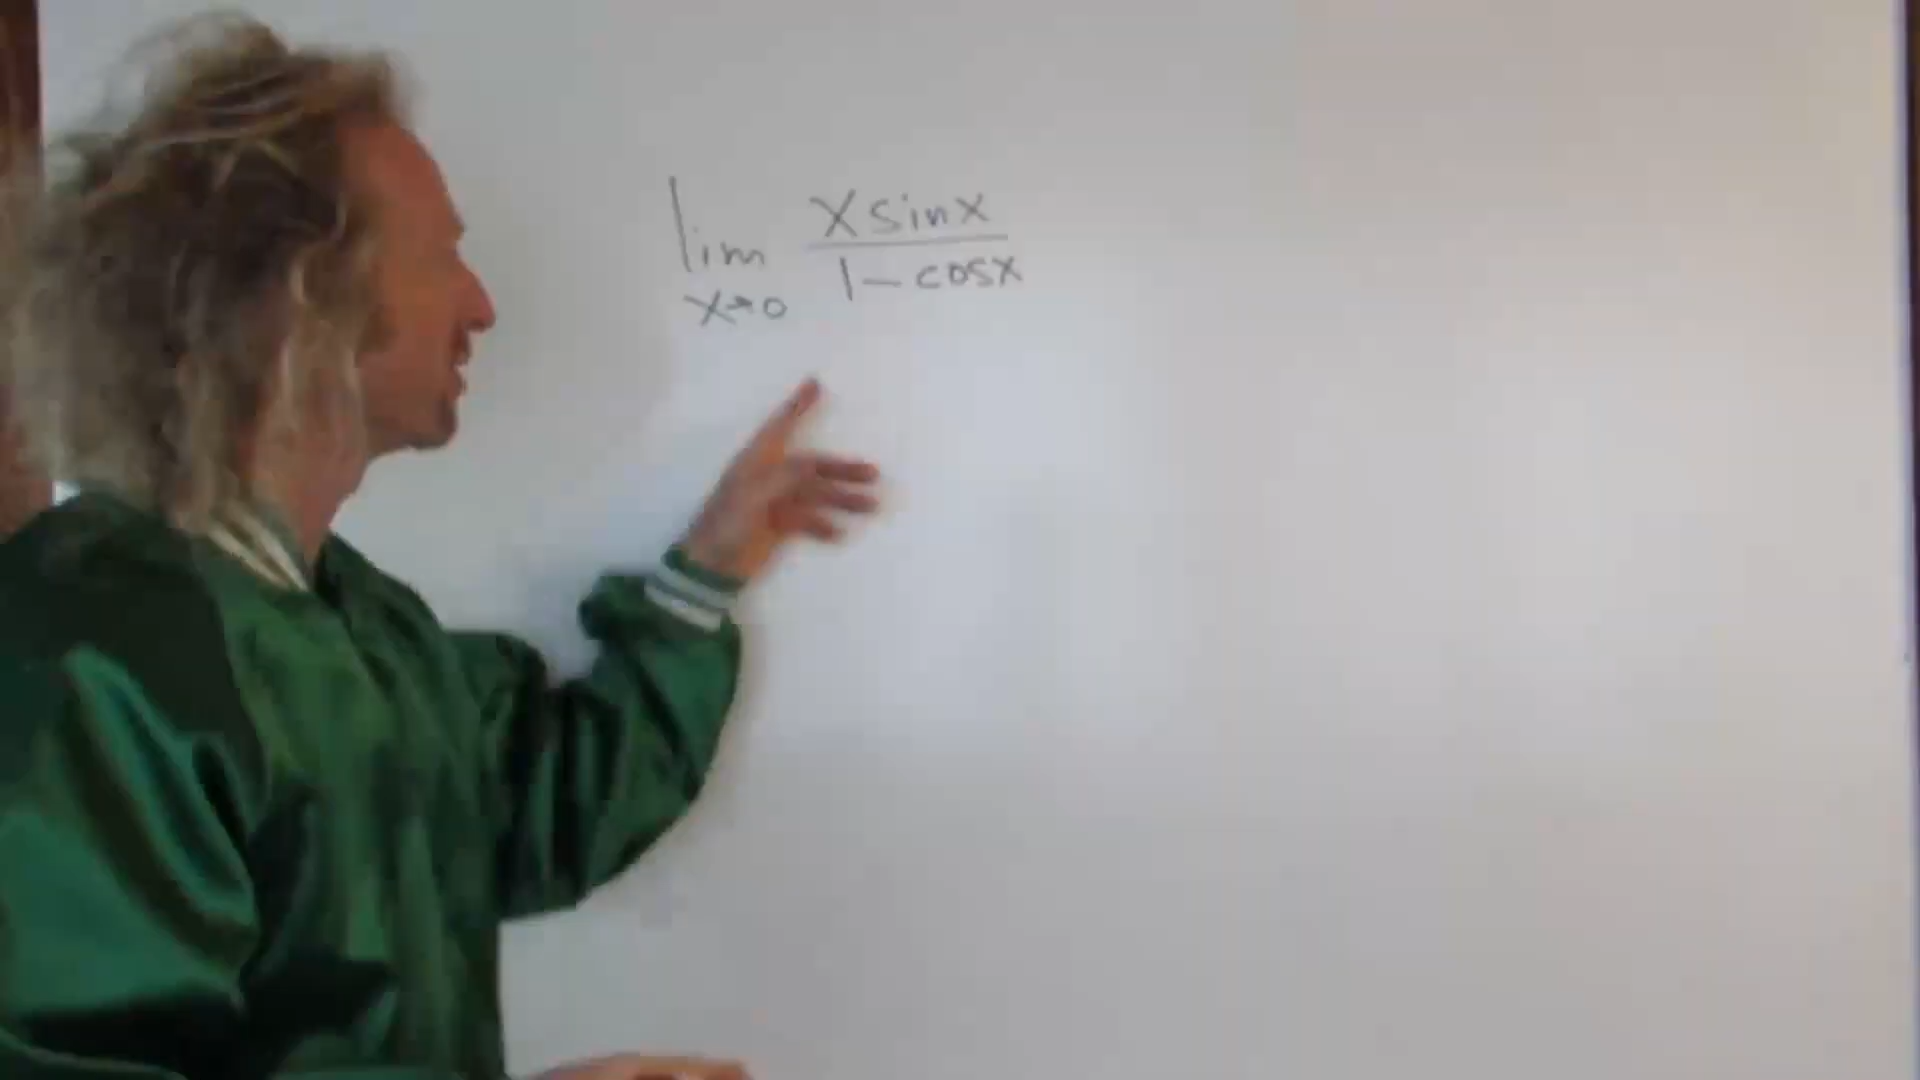 lim x sin x
x→0 1 - cos x